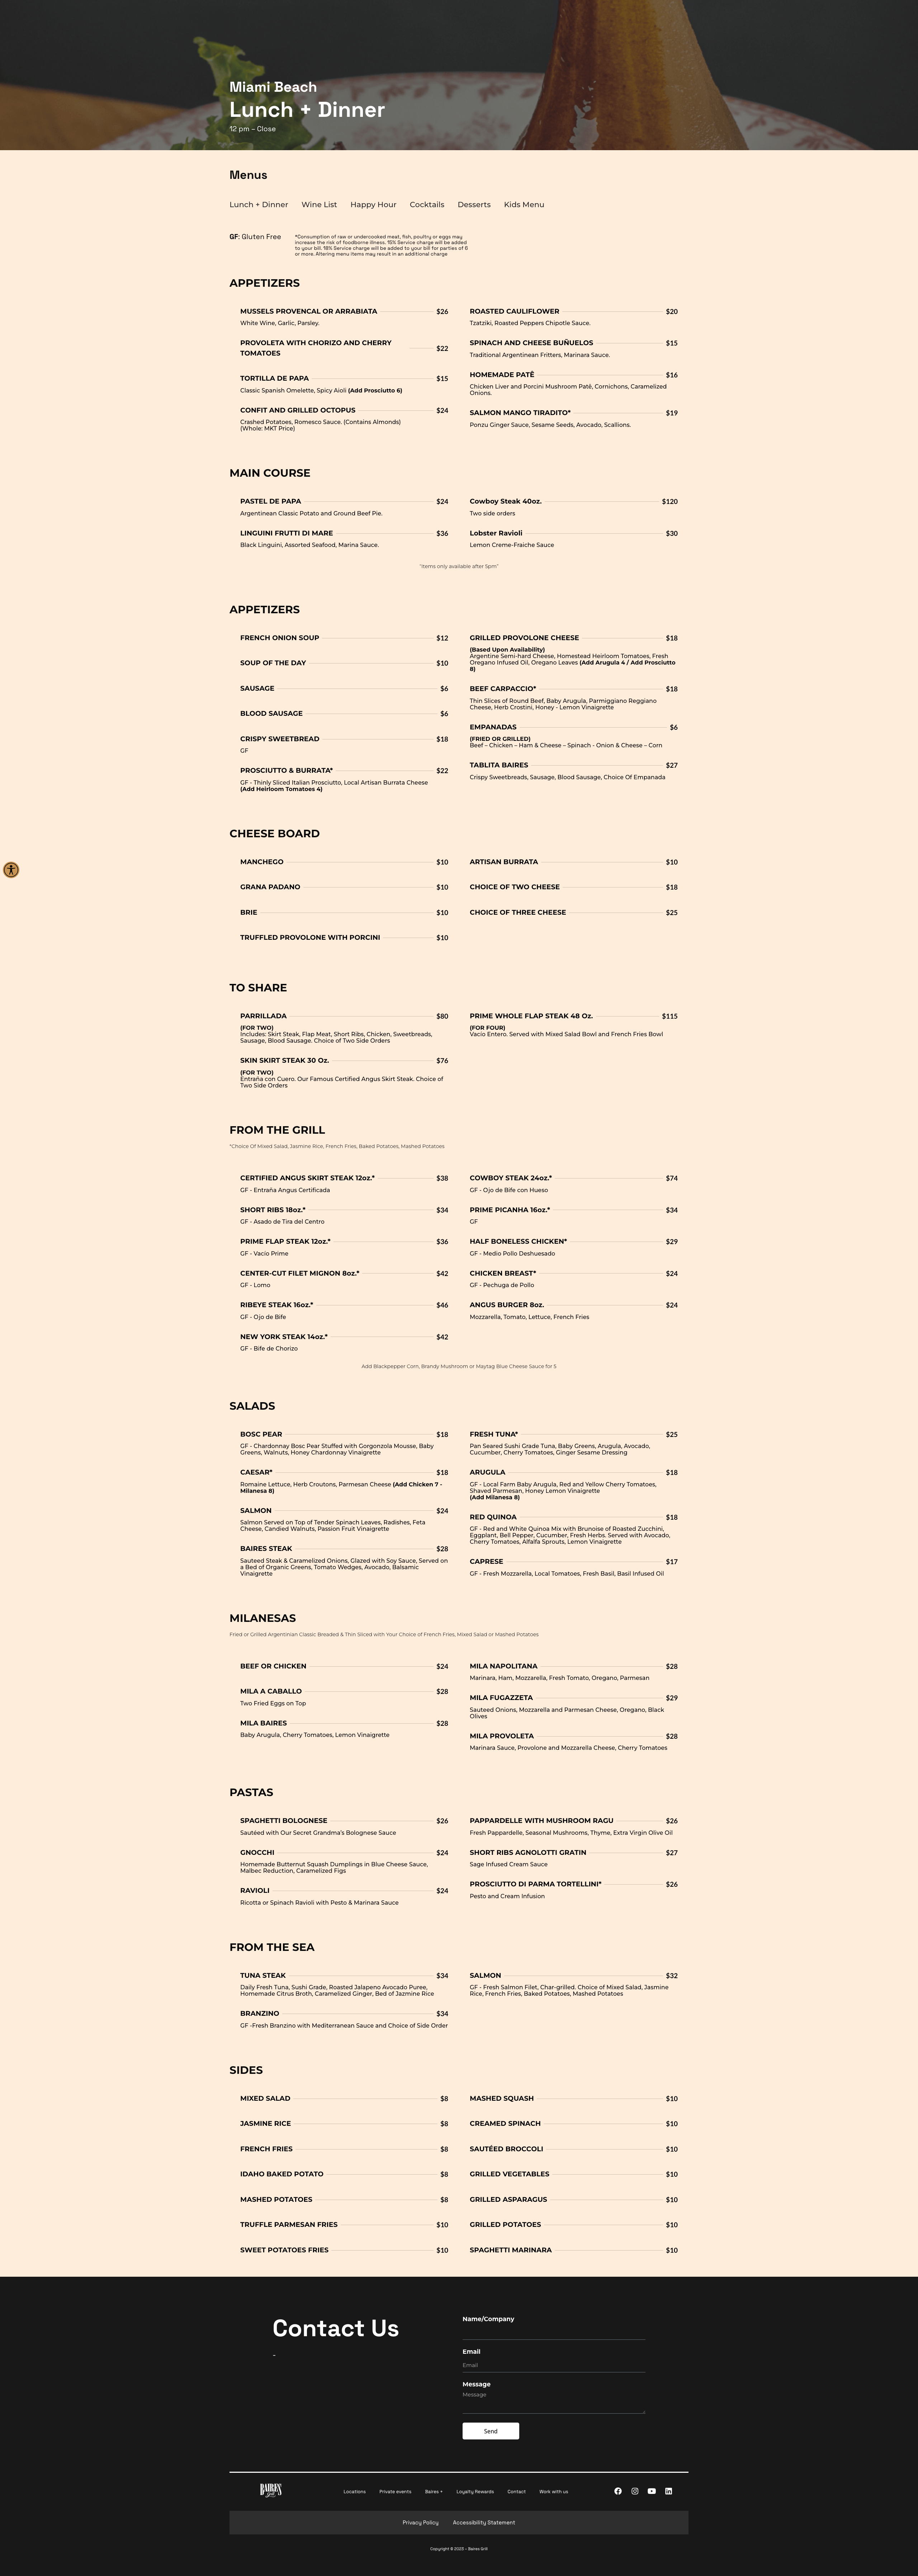 Miami Beach
Lunch + Dinner
12 pm – Close
Menus
Lunch + Dinner Wine List Happy Hour Cocktails Desserts Kids Menu
GF: Gluten Free
*Consumption of raw or undercooked meat, fish, poultry or eggs may
increase the risk of foodborne illness, 15% Service charge will be added
to your bill. 18% Service charge will be added to your bill for parties of 6
or more. Altering menu items may result in an additional charge
APPETIZERS
MUSSELS PROVENCAL OR ARRABIATA $26
White Wine, Garlic, Parsley.
PROVOLETA WITH CHORIZO AND CHERRY
TOMATOES $22
TORTILLA DE PAPA $15
Classic Spanish Omelette, Spicy Aioli (Add Prosciutto 6)
CONFIT AND GRILLED OCTOPUS $24
Crashed Potatoes, Romesco Sauce. (Contains Almonds)
(Whole: MKT Price)
ROASTED CAULIFLOWER $20
Tzatziki, Roasted Peppers Chipotle Sauce.
SPINACH AND CHEESE BUÑUELOS $15
Traditional Argentinean Fritters, Marinara Sauce.
HOMEMADE PATÊ $16
Chicken Liver and Porcini Mushroom Patê, Cornichons, Caramelized
Onions.
SALMON MANGO TIRADITO* $19
Ponzu Ginger Sauce, Sesame Seeds, Avocado, Scallions.
MAIN COURSE
PASTEL DE PAPA $24
Argentinean Classic Potato and Ground Beef Pie.
LINGUINI FRUTTI DI MARE $36
Black Linguini, Assorted Seafood, Marina Sauce.
Cowboy Steak 40oz. $120
Two side orders
Lobster Ravioli $30
Lemon Creme-Fraiche Sauce
"Items only available after 5pm"
APPETIZERS
FRENCH ONION SOUP $12
SOUP OF THE DAY $10
SAUSAGE $6
BLOOD SAUSAGE $6
CRISPY SWEETBREAD $18
GF
PROSCIUTTO & BURRATA* $22
GF - Thinly Sliced Italian Prosciutto, Local Artisan Burrata Cheese
(Add Heirloom Tomatoes 4)
GRILLED PROVOLONE CHEESE $18
(Based Upon Availability)
Argentine Semi-hard Cheese, Homestead Heirloom Tomatoes, Fresh
Oregano Infused Oil, Oregano Leaves (Add Arugula 4 / Add Prosciutto
8)
BEEF CARPACCIO* $18
Thin Slices of Round Beef, Baby Arugula, Parmiggiano Reggiano
Cheese, Herb Crostini, Honey - Lemon Vinaigrette
EMPANADAS $6
(FRIED OR GRILLED)
Beef – Chicken – Ham & Cheese – Spinach - Onion & Cheese – Corn
TABLITA BAIRES $27
Crispy Sweetbreads, Sausage, Blood Sausage, Choice Of Empanada
CHEESE BOARD
MANCHEGO $10
GRANA PADANO $10
BRIE $10
TRUFFLED PROVOLONE WITH PORCINI $10
ARTISAN BURRATA $10
CHOICE OF TWO CHEESE $18
CHOICE OF THREE CHEESE $25
TO SHARE
PARRILLADA $80
(FOR TWO)
Includes: Skirt Steak, Flap Meat, Short Ribs, Chicken, Sweetbreads,
Sausage, Blood Sausage. Choice of Two Side Orders
SKIN SKIRT STEAK 30 Oz. $76
(FOR TWO)
Entraña con Cuero. Our Famous Certified Angus Skirt Steak. Choice of
Two Side Orders
PRIME WHOLE FLAP STEAK 48 Oz. $115
(FOR FOUR)
Vacio Entero. Served with Mixed Salad Bowl and French Fries Bowl
FROM THE GRILL
*Choice Of Mixed Salad, Jasmine Rice, French Fries, Baked Potatoes, Mashed Potatoes
CERTIFIED ANGUS SKIRT STEAK 12oz.* $38
GF - Entraña Angus Certificada
SHORT RIBS 18oz.* $34
GF - Asado de Tira del Centro
PRIME FLAP STEAK 12oz.* $36
GF - Vacío Prime
CENTER-CUT FILET MIGNON 8oz.* $42
GF - Lomo
RIBEYE STEAK 16oz.* $46
GF - Ojo de Bife
NEW YORK STEAK 14oz.* $42
GF - Bife de Chorizo
COWBOY STEAK 24oz.* $74
GF - Ojo de Bife con Hueso
PRIME PICANHA 16oz.* $34
GF
HALF BONELESS CHICKEN* $29
GF - Medio Pollo Deshuesado
CHICKEN BREAST* $24
GF - Pechuga de Pollo
ANGUS BURGER 8oz. $24
Mozzarella, Tomato, Lettuce, French Fries
Add Blackpepper Corn, Brandy Mushroom or Maytag Blue Cheese Sauce for 5
SALADS
BOSC PEAR $18
GF - Chardonnay Bosc Pear Stuffed with Gorgonzola Mousse, Baby
Greens, Walnuts, Honey Chardonnay Vinaigrette
CAESAR* $18
Romaine Lettuce, Herb Croutons, Parmesan Cheese (Add Chicken 7 -
Milanesa 8)
SALMON $24
Salmon Served on Top of Tender Spinach Leaves, Radishes, Feta
Cheese, Candied Walnuts, Passion Fruit Vinaigrette
BAIRES STEAK $28
Sauteed Steak & Caramelized Onions, Glazed with Soy Sauce, Served on
a Bed of Organic Greens, Tomato Wedges, Avocado, Balsamic
Vinaigrette
FRESH TUNA* $25
Pan Seared Sushi Grade Tuna, Baby Greens, Arugula, Avocado,
Cucumber, Cherry Tomatoes, Ginger Sesame Dressing
ARUGULA $18
GF - Local Farm Baby Arugula, Red and Yellow Cherry Tomatoes,
Shaved Parmesan, Honey Lemon Vinaigrette
(Add Milanesa 8)
RED QUINOA $18
GF - Red and White Quinoa Mix with Brunoise of Roasted Zucchini,
Eggplant, Bell Pepper, Cucumber, Fresh Herbs. Served with Avocado,
Cherry Tomatoes, Alfalfa Sprouts, Lemon Vinaigrette
CAPRESE $17
GF - Fresh Mozzarella, Local Tomatoes, Fresh Basil, Basil Infused Oil
MILANESAS
Fried or Grilled Argentinian Classic Breaded & Thin Sliced with Your Choice of French Fries, Mixed Salad or Mashed Potatoes
BEEF OR CHICKEN $24
MILA A CABALLO $28
Two Fried Eggs on Top
MILA BAIRES $28
Baby Arugula, Cherry Tomatoes, Lemon Vinaigrette
MILA NAPOLITANA $28
Marinara, Ham, Mozzarella, Fresh Tomato, Oregano, Parmesan
MILA FUGAZZETA $29
Sauteed Onions, Mozzarella and Parmesan Cheese, Oregano, Black
Olives
MILA PROVOLETA $28
Marinara Sauce, Provolone and Mozzarella Cheese, Cherry Tomatoes
PASTAS
SPAGHETTI BOLOGNESE $26
Sautéed with Our Secret Grandma's Bolognese Sauce
GNOCCHI $24
Homemade Butternut Squash Dumplings in Blue Cheese Sauce,
Malbec Reduction, Caramelized Figs
RAVIOLI $24
Ricotta or Spinach Ravioli with Pesto & Marinara Sauce
PAPPARDELLE WITH MUSHROOM RAGU $26
Fresh Pappardelle, Seasonal Mushrooms, Thyme, Extra Virgin Olive Oil
SHORT RIBS AGNOLOTTI GRATIN $27
Sage Infused Cream Sauce
PROSCIUTTO DI PARMA TORTELLINI* $26
Pesto and Cream Infusion
FROM THE SEA
TUNA STEAK $34
Daily Fresh Tuna, Sushi Grade, Roasted Jalapeno Avocado Puree,
Homemade Citrus Broth, Caramelized Ginger, Bed of Jazmine Rice
BRANZINO $34
GF -Fresh Branzino with Mediterranean Sauce and Choice of Side Order
SALMON $32
GF - Fresh Salmon Filet, Char-grilled. Choice of Mixed Salad, Jasmine
Rice, French Fries, Baked Potatoes, Mashed Potatoes
SIDES
MIXED SALAD $8
JASMINE RICE $8
FRENCH FRIES $8
IDAHO BAKED POTATO $8
MASHED POTATOES $8
TRUFFLE PARMESAN FRIES $10
SWEET POTATOES FRIES $10
MASHED SQUASH $10
CREAMED SPINACH $10
SAUTÉED BROCCOLI $10
GRILLED VEGETABLES $10
GRILLED ASPARAGUS $10
GRILLED POTATOES $10
SPAGHETTI MARINARA $10
Contact Us
-
Name/Company
Email
Email
Message
Message
Send
BAIRES
Grill
Locations Private events Baires + Loyalty Rewards Contact Work with us
Privacy Policy Accessibility Statement
Copyright © 2023 – Baires Grill